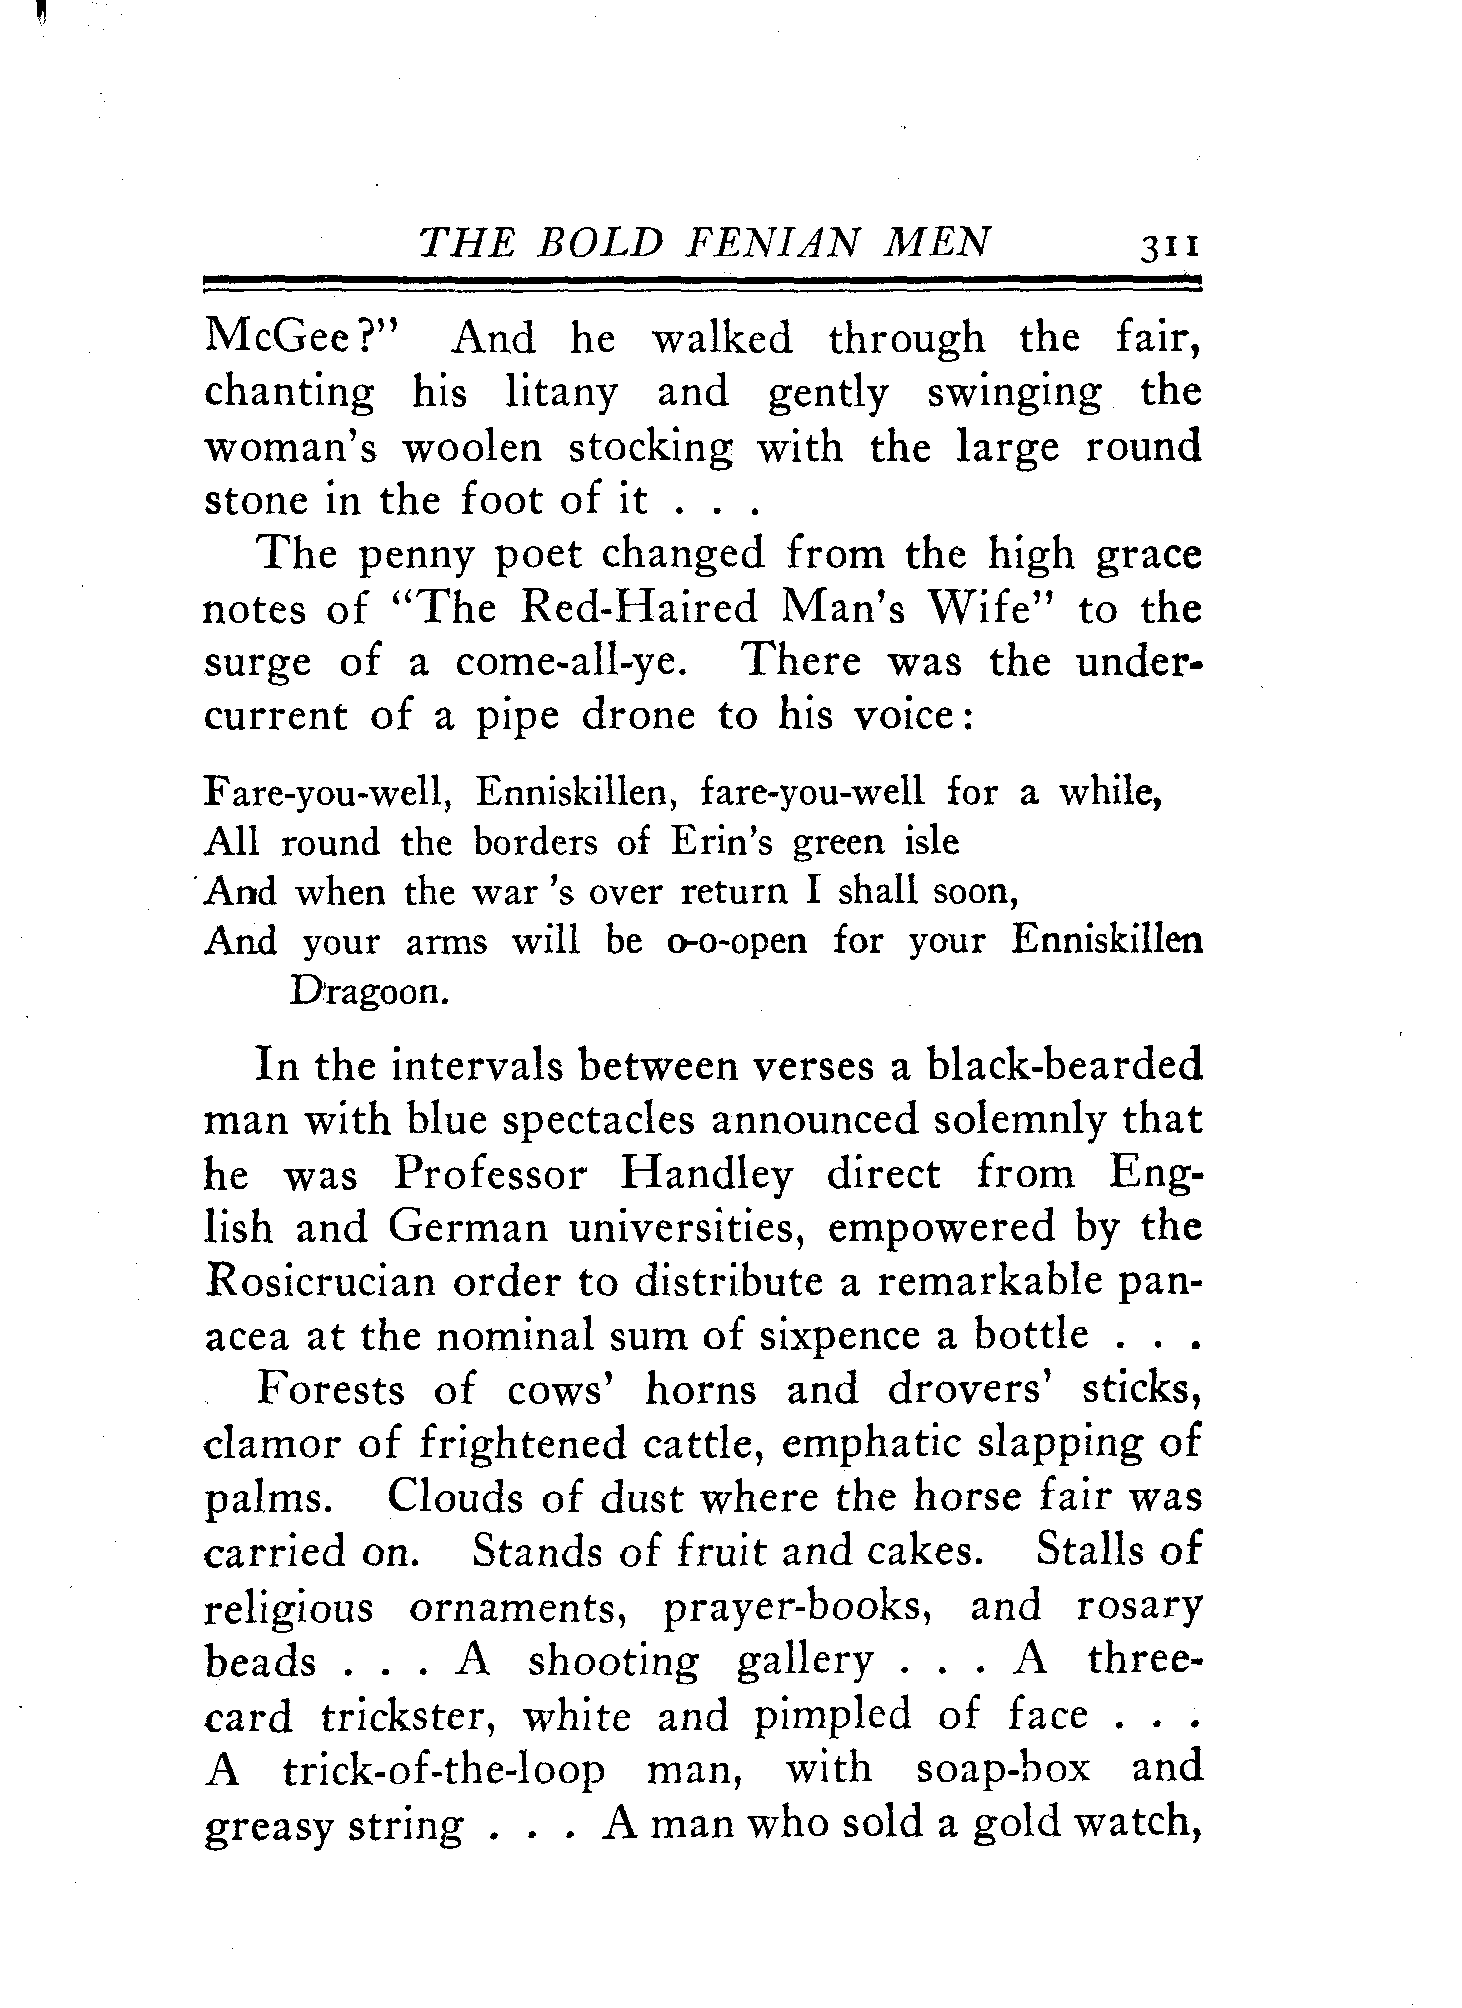 THE BOLD FENIAN MEN 311
McGee?" And he walked through the fair,
chanting his litany and gently swinging the
woman's woolen stocking with the large round
stone in the foot of it . . .
The penny poet changed from the high grace
notes of "The Red-Haired Man's Wife" to the
surge of a come-all-ye. There was the under-
current of a pipe drone to his voice:
Fare-you-well, Enniskillen, fare-you-well for a while,
All round the borders of Erin's green isle
And when the war 's over return I shall soon,
And your arms will be o-o-open for your Enniskillen
Dragoon.
In the intervals between verses a black-bearded
man with blue spectacles announced solemnly that
he was Professor Handley direct from Eng-
lish and German universities, empowered by the
Rosicrucian order to distribute a remarkable pan-
acea at the nominal sum of sixpence a bottle . . .
Forests of cows' horns and drovers' sticks,
clamor of frightened cattle, emphatic slapping of
palms. Clouds of dust where the horse fair was
carried on. Stands of fruit and cakes. Stalls of
religious ornaments, prayer-books, and rosary
beads . . . A shooting gallery . . . A three-
card trickster, white and pimpled of face . . .
A trick-of-the-loop man, with soap-box and
greasy string . . . A man who sold a gold watch,